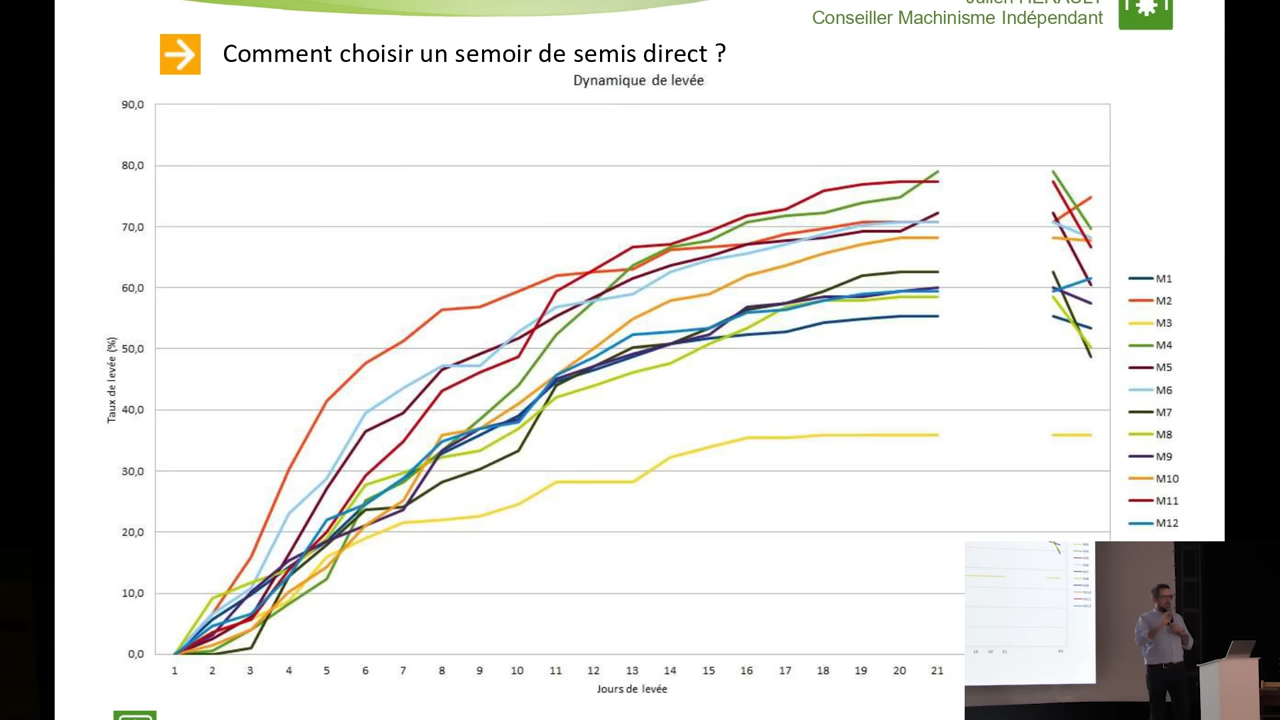 Conseiller Machinisme Indépendant
Comment choisir un semoir de semis direct ?
Dynamique de levée
90,0
80,0
70,0
60,0
50,0
40,0
30,0
20,0
10,0
0,0
Taux de levée (%)
1 2 3 4 5 6 7 8 9 10 11 12 13 14 15 16 17 18 19 20 21
Jours de levée
M1
M2
M3
M4
M5
M6
M7
M8
M9
M10
M11
M12